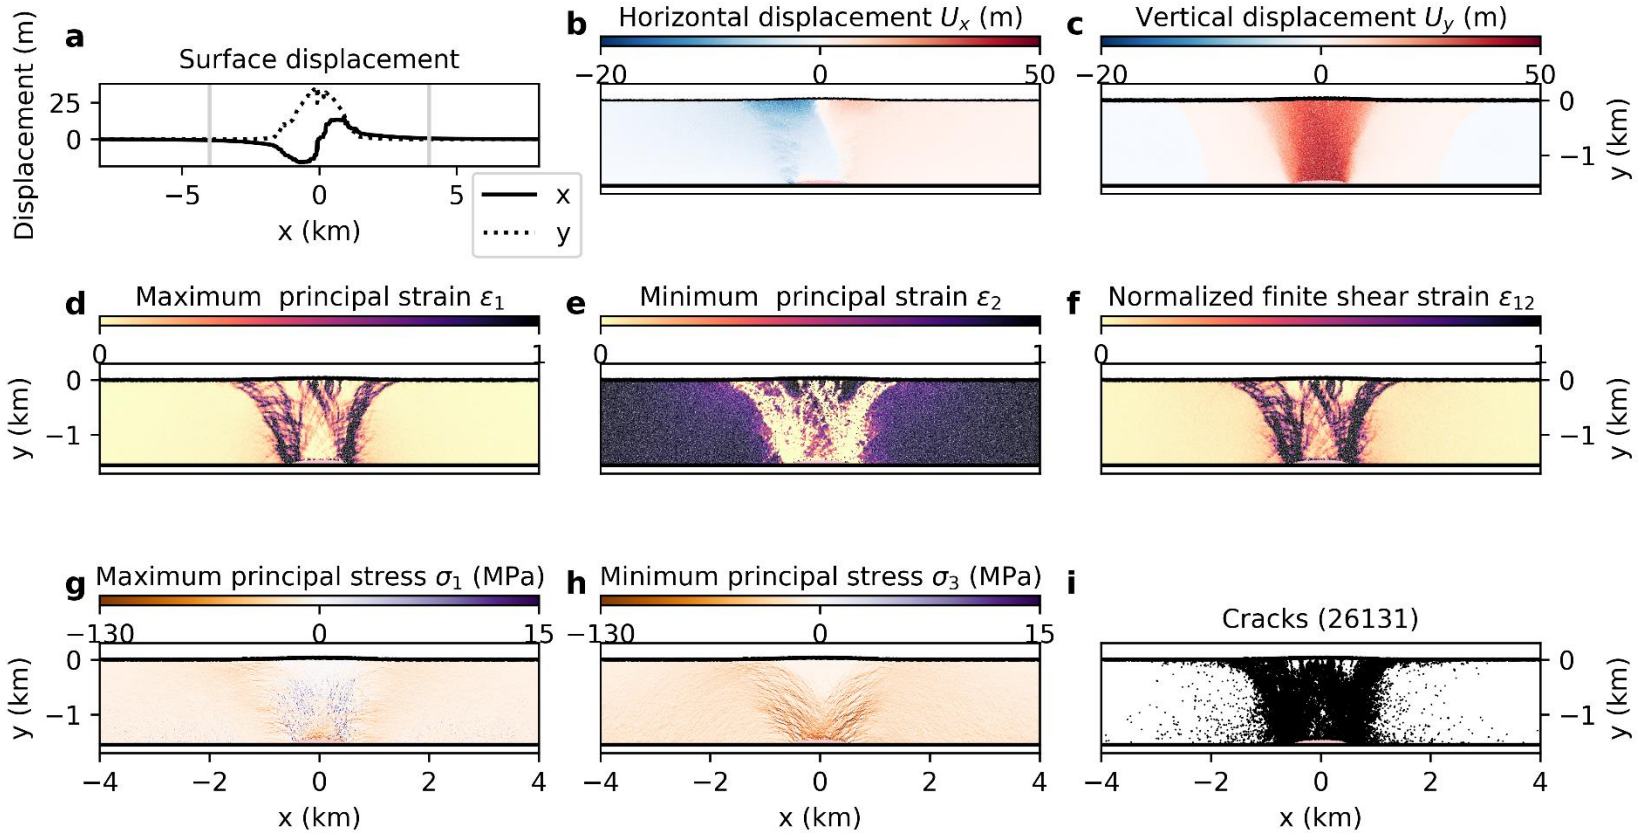 a
Surface displacement
Displacement (m)
25
0
−5
0
5
x (km)
x
y
b
Horizontal displacement Uₓ (m)
−20
0
50
c
Vertical displacement U_y (m)
−20
0
50
0
−1
y (km)
d
Maximum principal strain ε₁
0
1
y (km)
0
−1
e
Minimum principal strain ε₂
0
1
f
Normalized finite shear strain ε₁₂
0
1
0
−1
y (km)
g
Maximum principal stress σ₁ (MPa)
−130
0
15
y (km)
0
−1
−4
−2
0
2
4
x (km)
h
Minimum principal stress σ₃ (MPa)
−130
0
15
−4
−2
0
2
4
x (km)
i
Cracks (26131)
0
−1
y (km)
−4
−2
0
2
4
x (km)